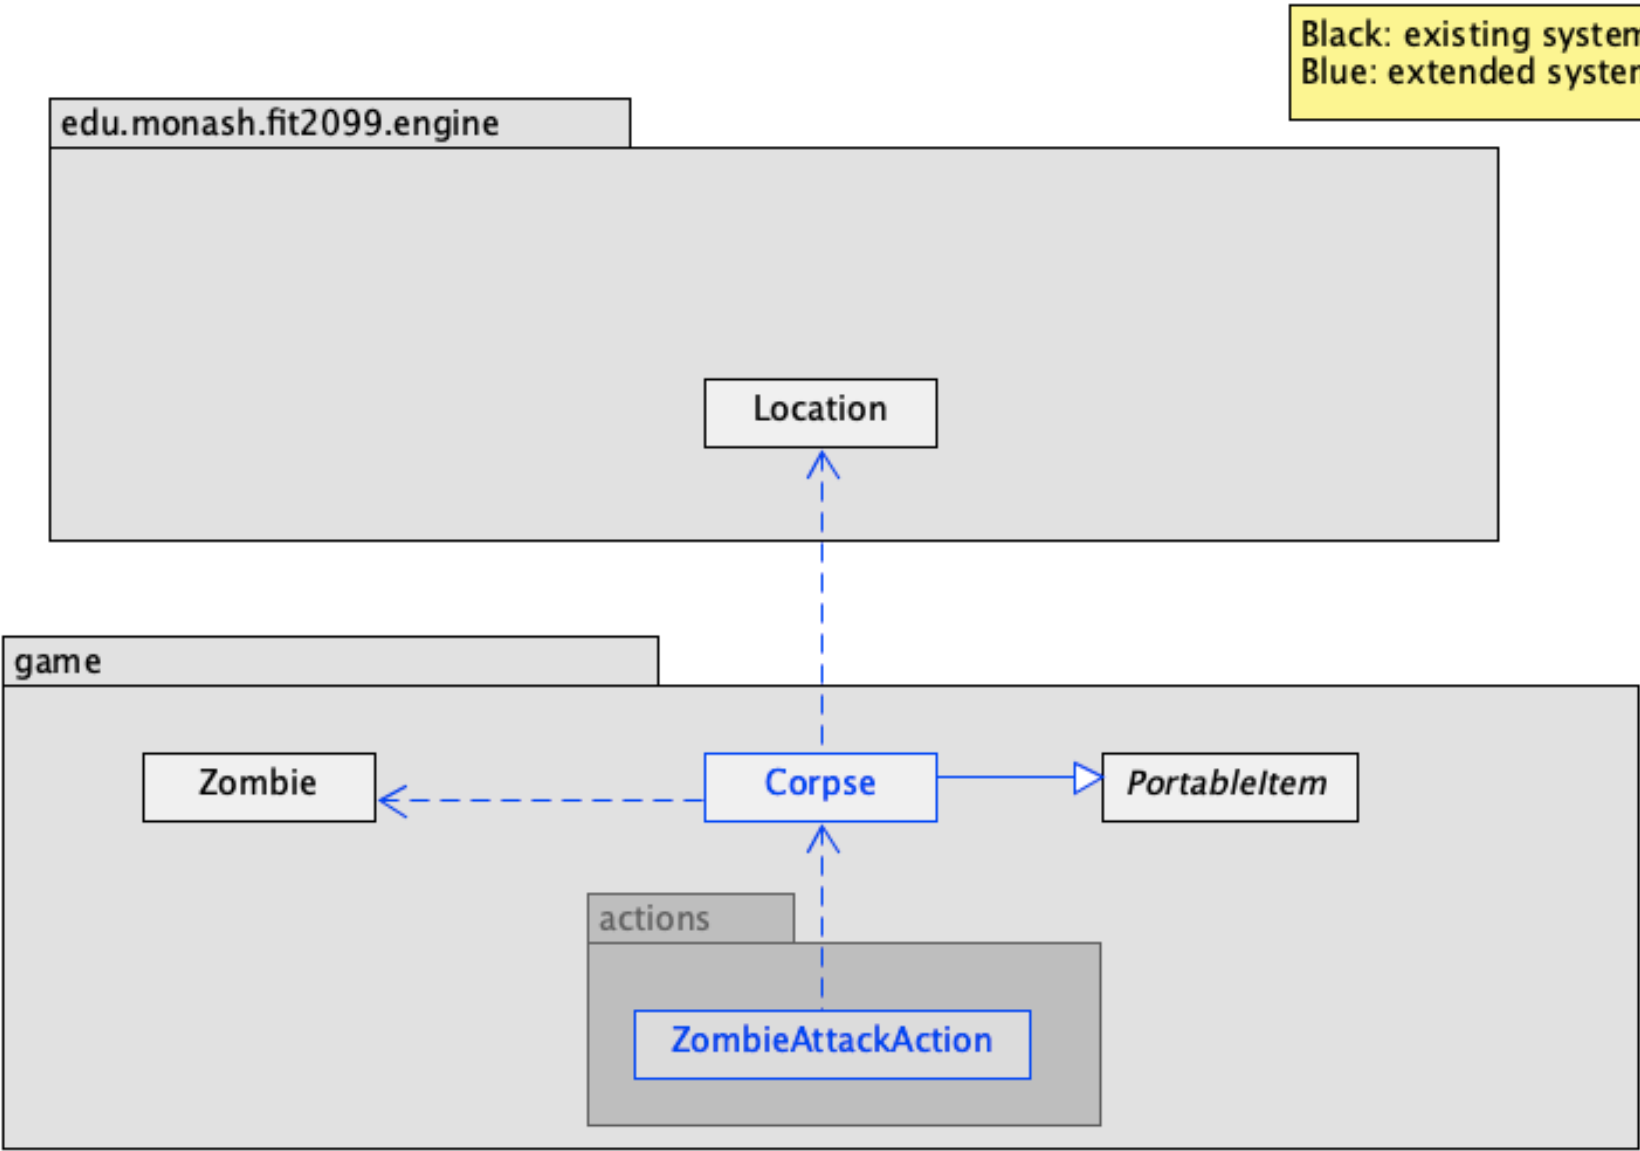 Black: existing system
Blue: extended system
edu.monash.fit2099.engine
Location
game
Zombie
Corpse
PortableItem
actions
ZombieAttackAction